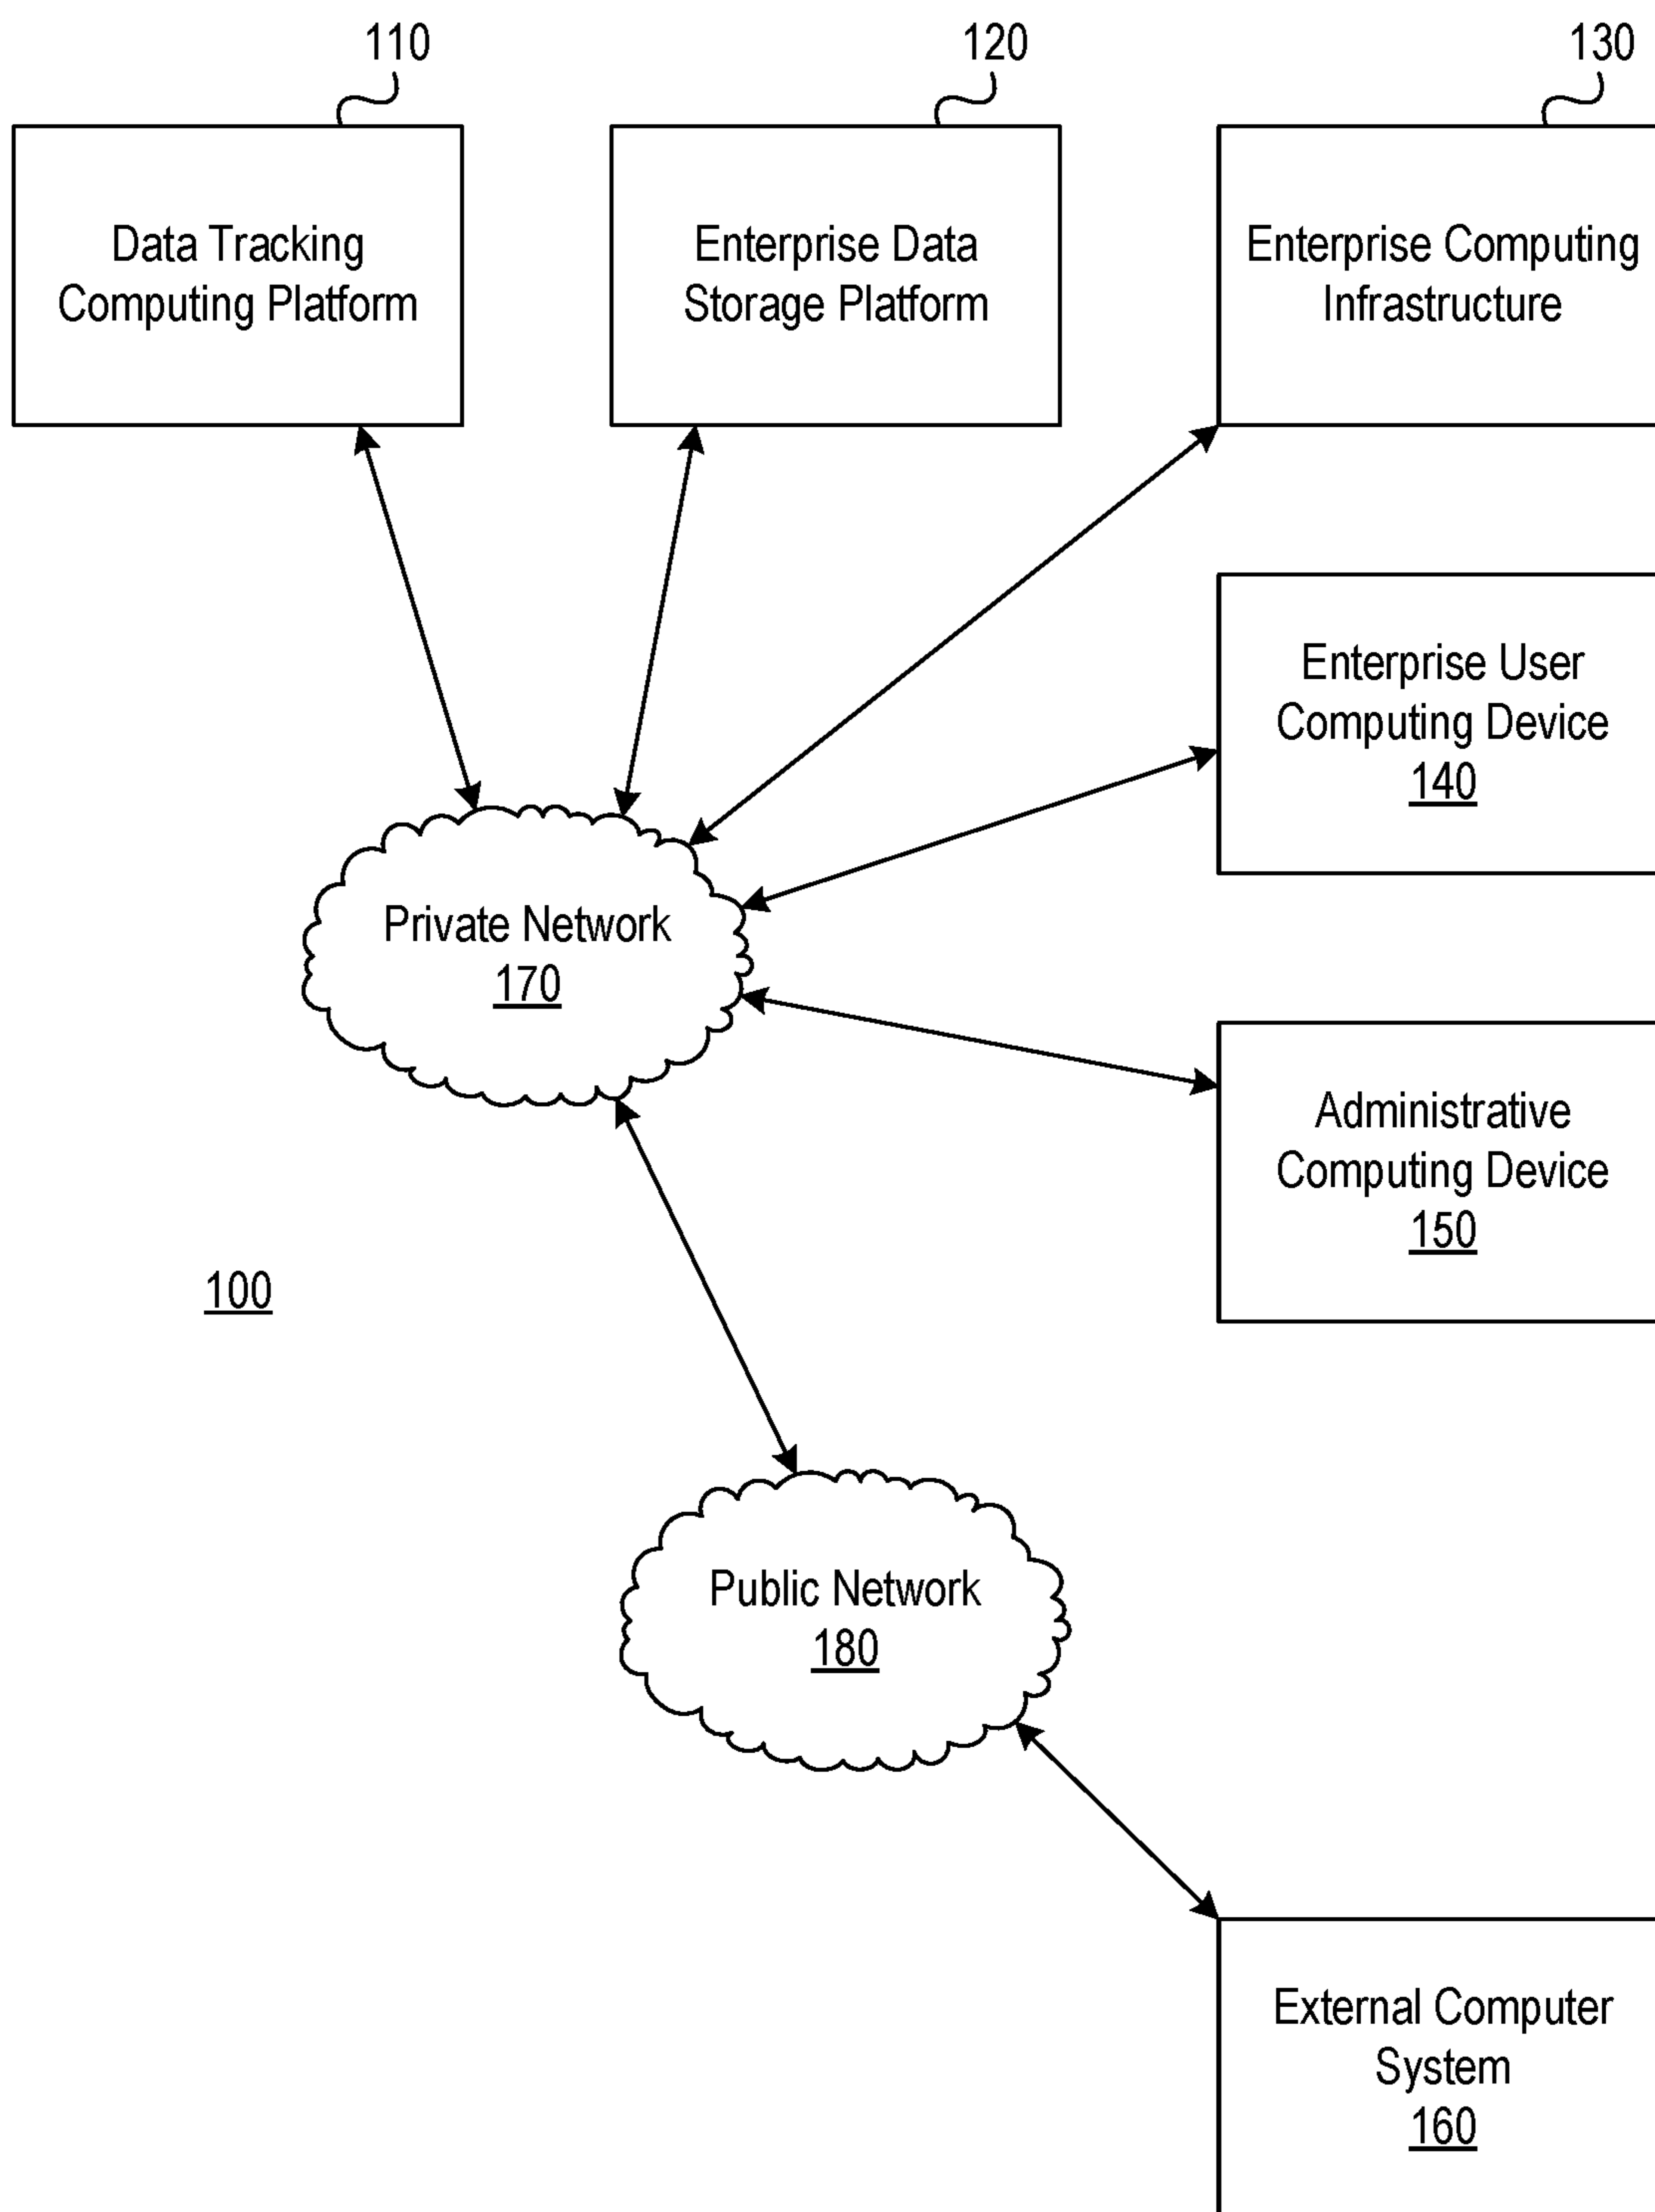 110
120
130
Data Tracking
Computing Platform
Enterprise Data
Storage Platform
Enterprise Computing
Infrastructure
Enterprise User
Computing Device
140
Private Network
170
Administrative
Computing Device
150
100
Public Network
180
External Computer
System
160